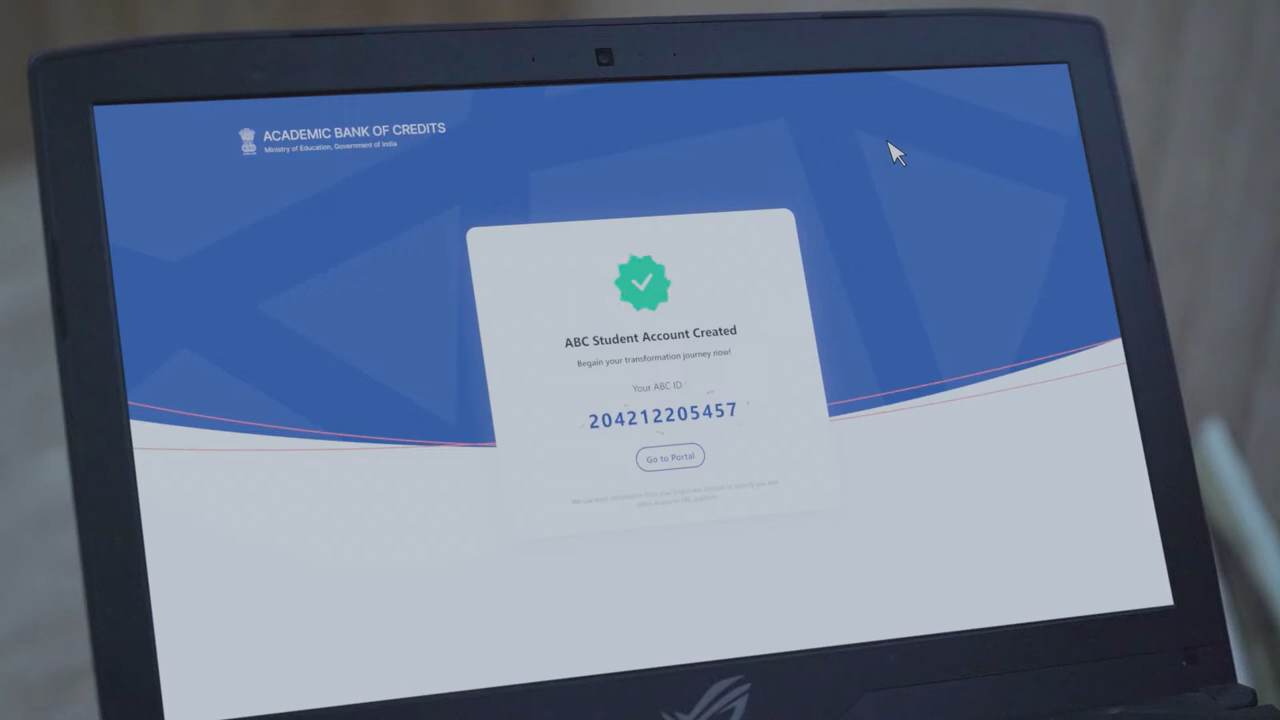 ACADEMIC BANK OF CREDITS
Ministry of Education, Government of India
ABC Student Account Created
Begain your transformation journey now!
Your ABC ID
204212205457
Go to Portal